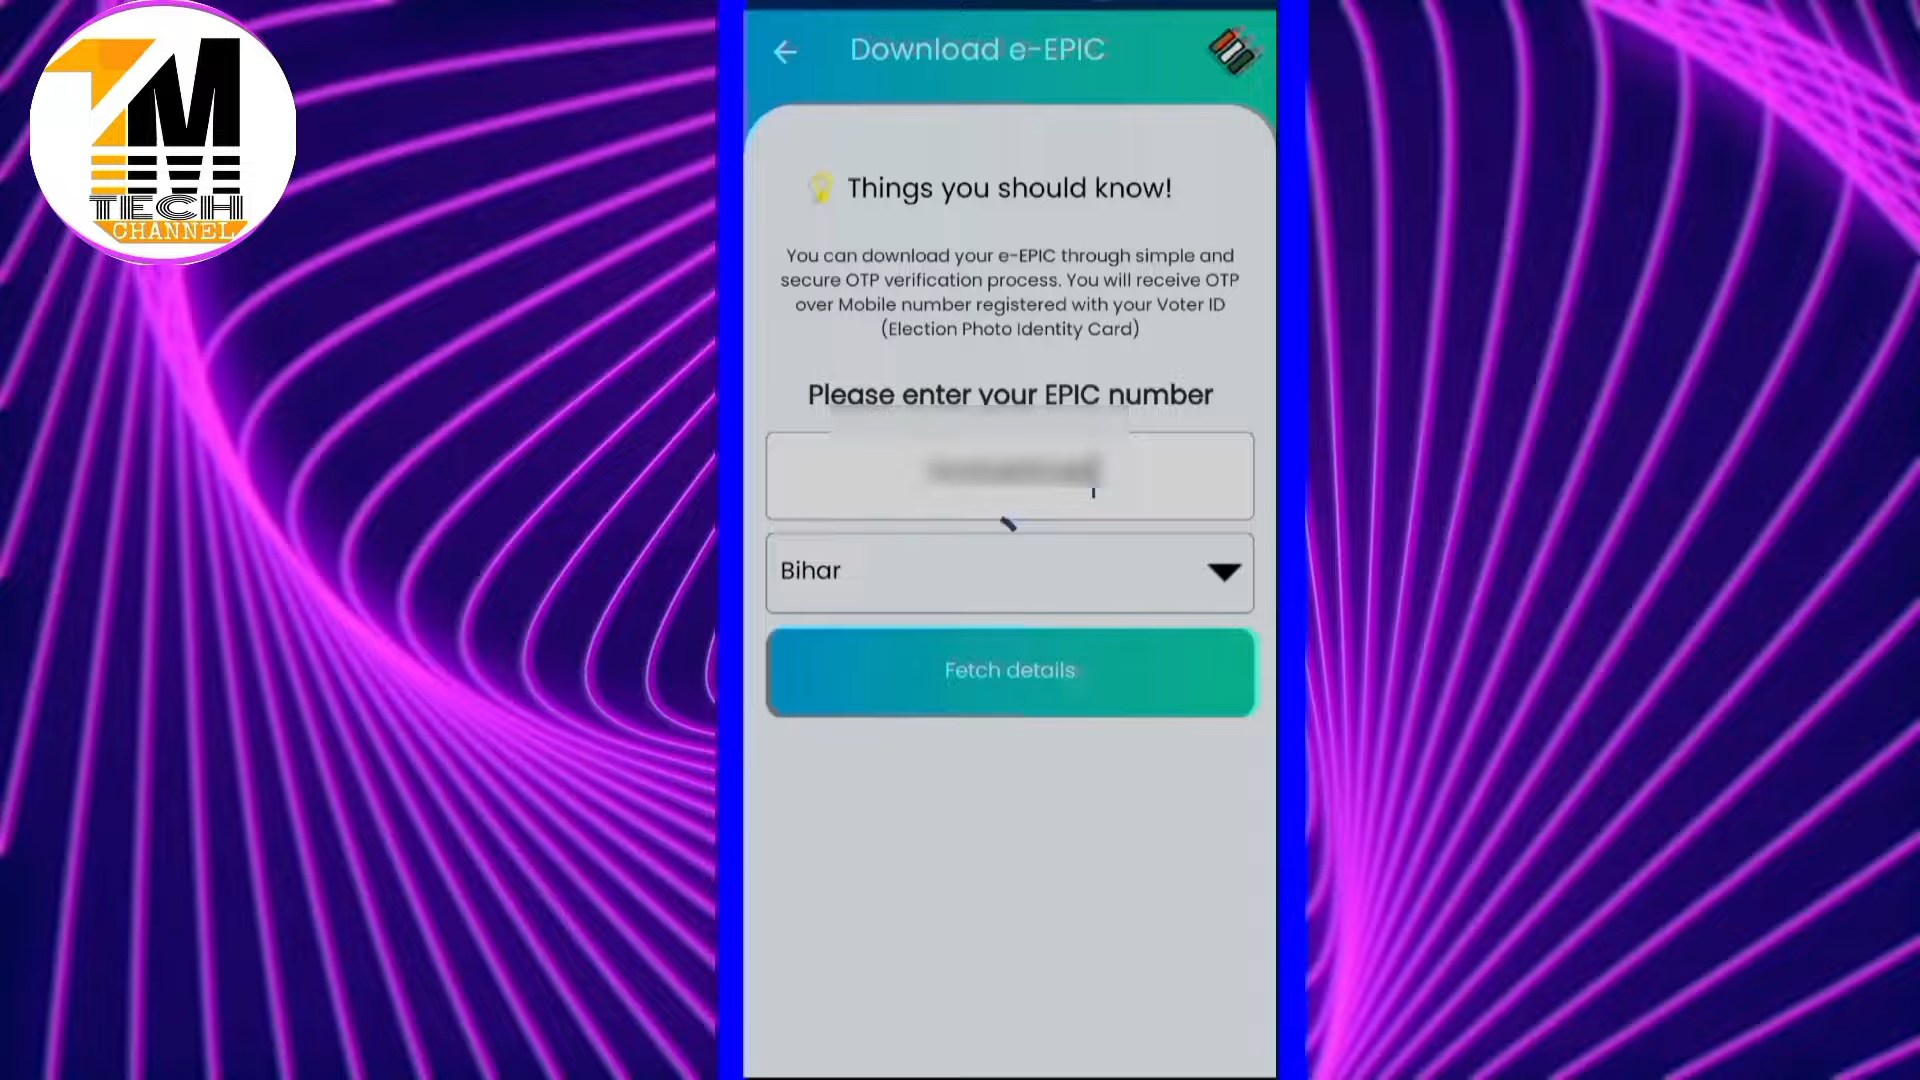 TM
TECH
CHANNEL
Download e-EPIC
Things you should know!
You can download your e-EPIC through simple and
secure OTP verification process. You will receive OTP
over Mobile number registered with your Voter ID
(Election Photo Identity Card)
Please enter your EPIC number
Bihar
Fetch details